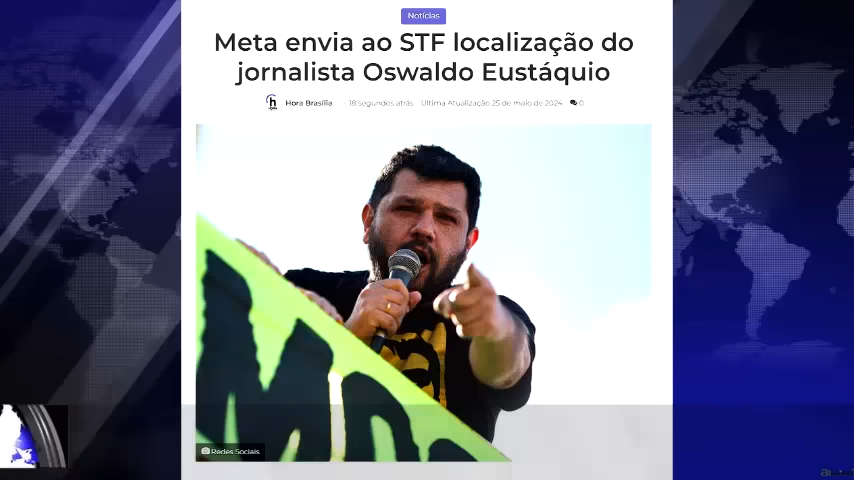 Notícias
Meta envia ao STF localização do
jornalista Oswaldo Eustáquio
Hora Brasília - 18 segundos atrás Última Atualização 25 de maio de 2024 0
Redes Sociais